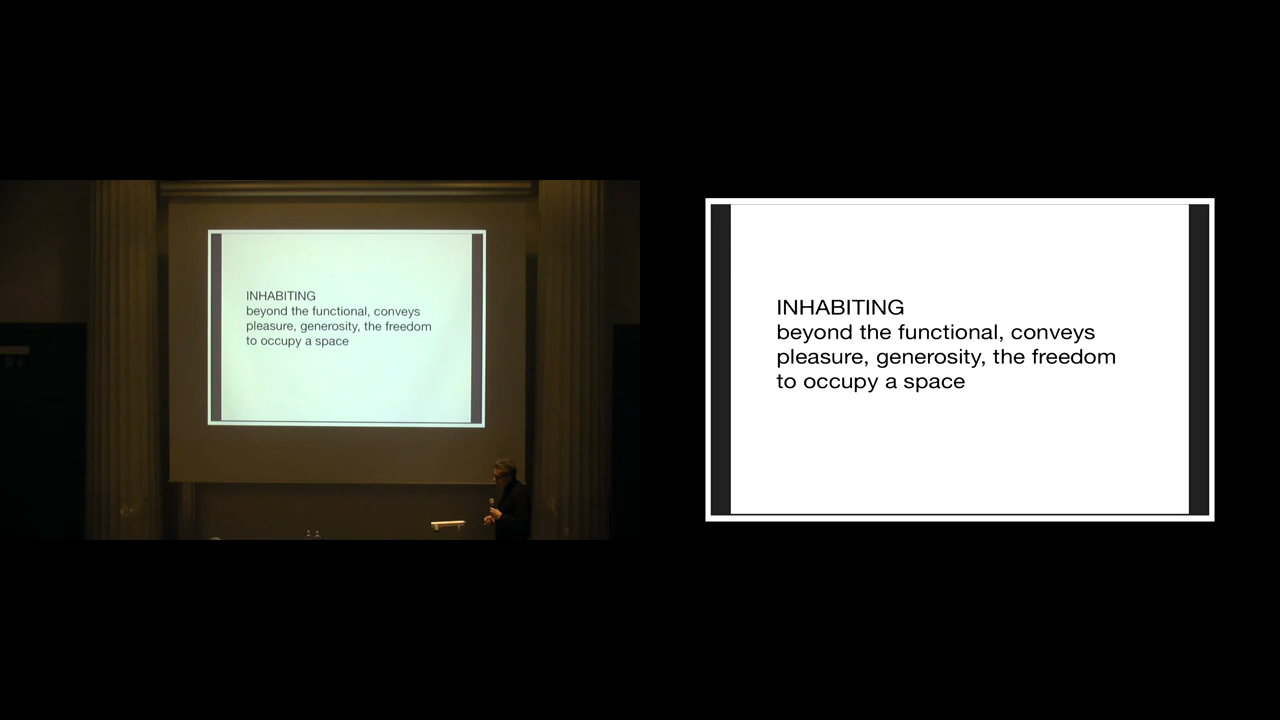 INHABITING
beyond the functional, conveys
pleasure, generosity, the freedom
to occupy a space
INHABITING
beyond the functional, conveys
pleasure, generosity, the freedom
to occupy a space